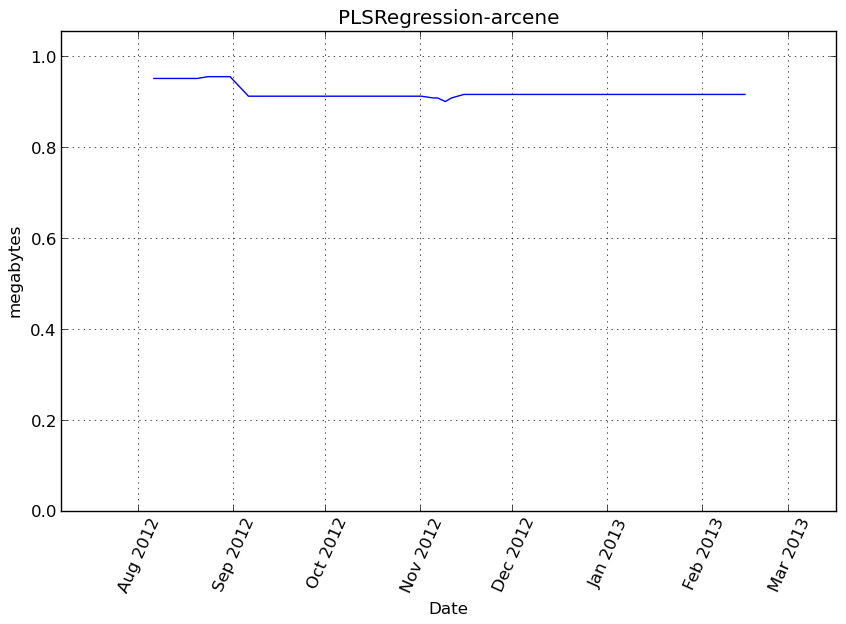 PLSRegression-arcene
1.0
0.8
0.6
0.4
0.2
0.0
megabytes
Aug 2012
Sep 2012
Oct 2012
Nov 2012
Dec 2012
Jan 2013
Feb 2013
Mar 2013
Date